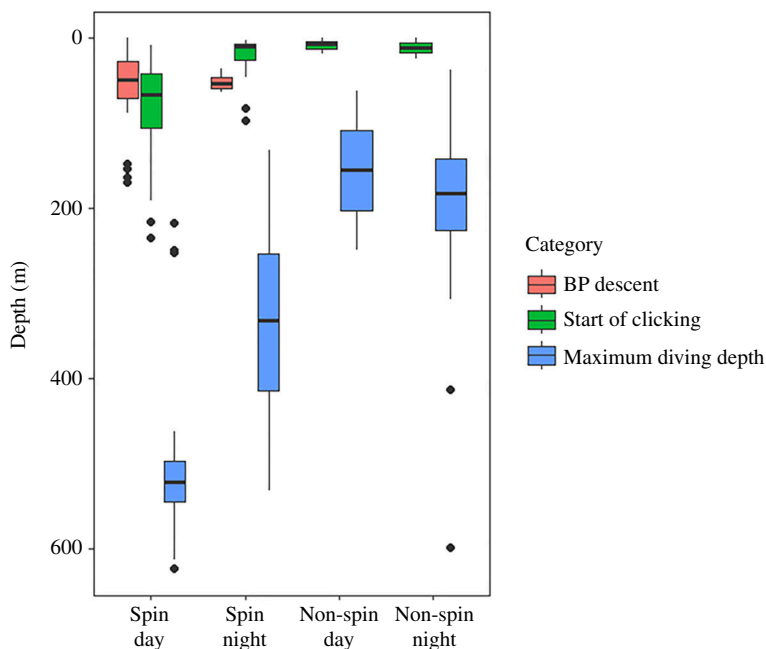 0
200
400
600
Depth (m)
Spin
day
Spin
night
Non-spin
day
Non-spin
night
Category
BP descent
Start of clicking
Maximum diving depth